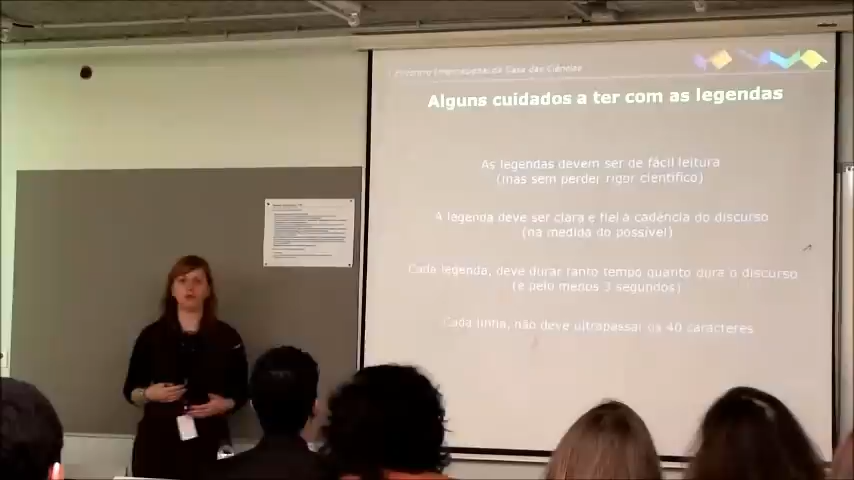 I Encontro Internacional da Casa das Ciências
Alguns cuidados a ter com as legendas
As legendas devem ser de fácil leitura
(mas sem perder rigor científico)
A legenda deve ser clara e fiel à cadência do discurso
(na medida do possível)
Cada legenda, deve durar tanto tempo quanto dura o discurso
(e pelo menos 3 segundos)
Cada linha, não deve ultrapassar os 40 caracteres